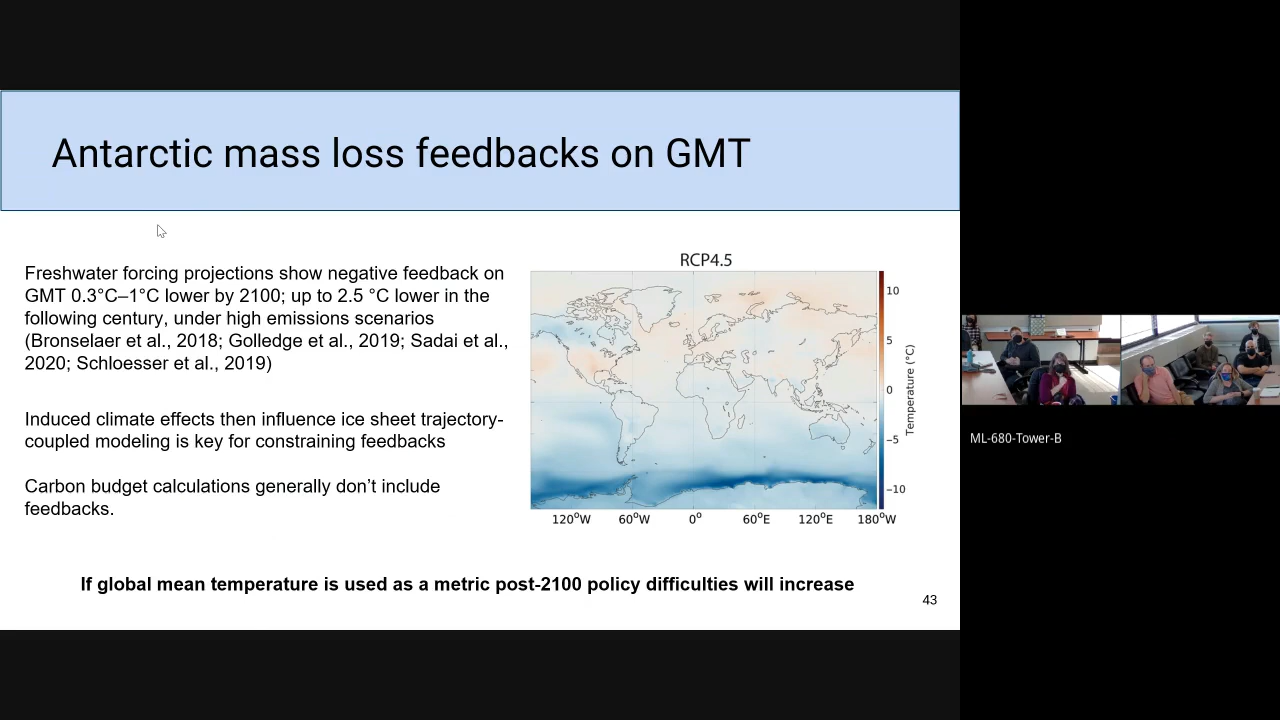 Antarctic mass loss feedbacks on GMT
Freshwater forcing projections show negative feedback on
GMT 0.3°C–1°C lower by 2100; up to 2.5 °C lower in the
following century, under high emissions scenarios
(Bronselaer et al., 2018; Golledge et al., 2019; Sadai et al.,
2020; Schloesser et al., 2019)
Induced climate effects then influence ice sheet trajectory-
coupled modeling is key for constraining feedbacks
Carbon budget calculations generally don’t include
feedbacks.
RCP4.5
10
5
0
−5
−10
Temperature (°C)
120°W 60°W 0° 60°E 120°E 180°W
If global mean temperature is used as a metric post-2100 policy difficulties will increase
43
ML-680-Tower-B